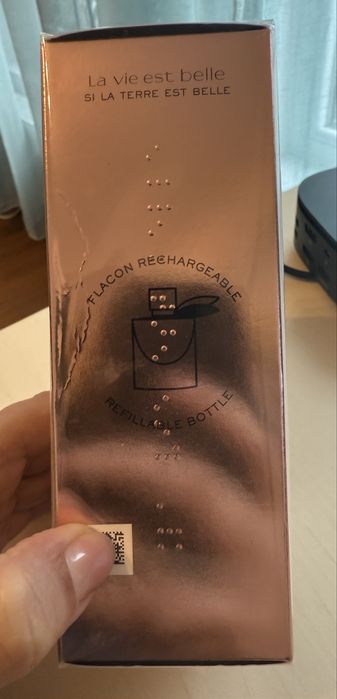 La vie est belle
SI LA TERRE EST BELLE
FLACON RECHARGEABLE
REFILLABLE BOTTLE